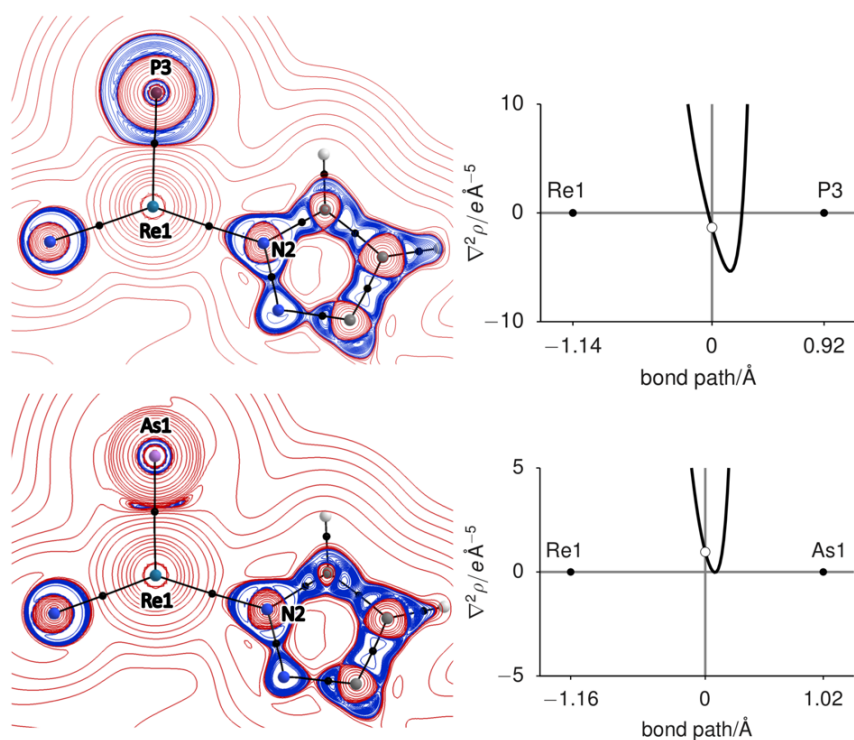 P3
Re1
N2
10
0
−10
∇²ρ/eÅ⁻⁵
Re1
P3
−1.14
0
0.92
bond path/Å
As1
Re1
N2
5
0
−5
∇²ρ/eÅ⁻⁵
Re1
As1
−1.16
0
1.02
bond path/Å